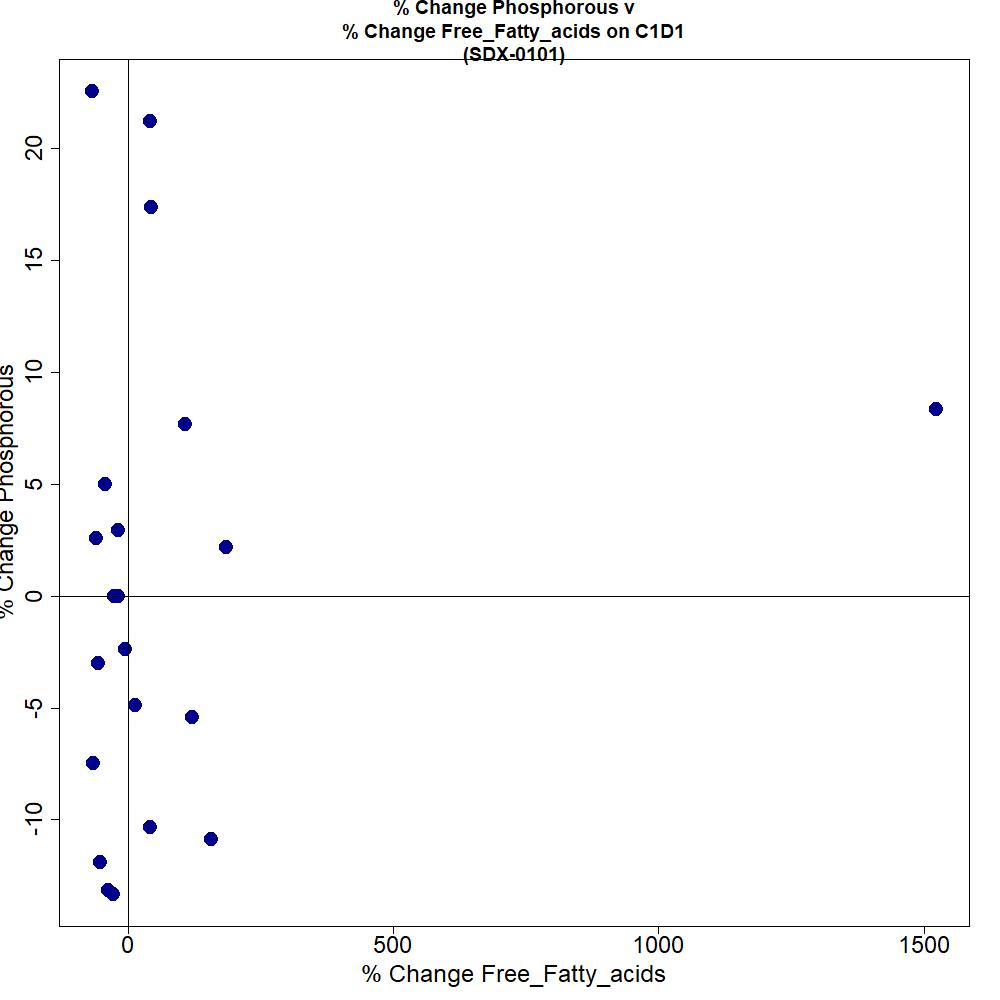 % Change Phosphorous v
% Change Free_Fatty_acids on C1D1
(SDX-0101)
% Change Phosphorous
20
15
10
5
0
-5
-10
0
500
1000
1500
% Change Free_Fatty_acids